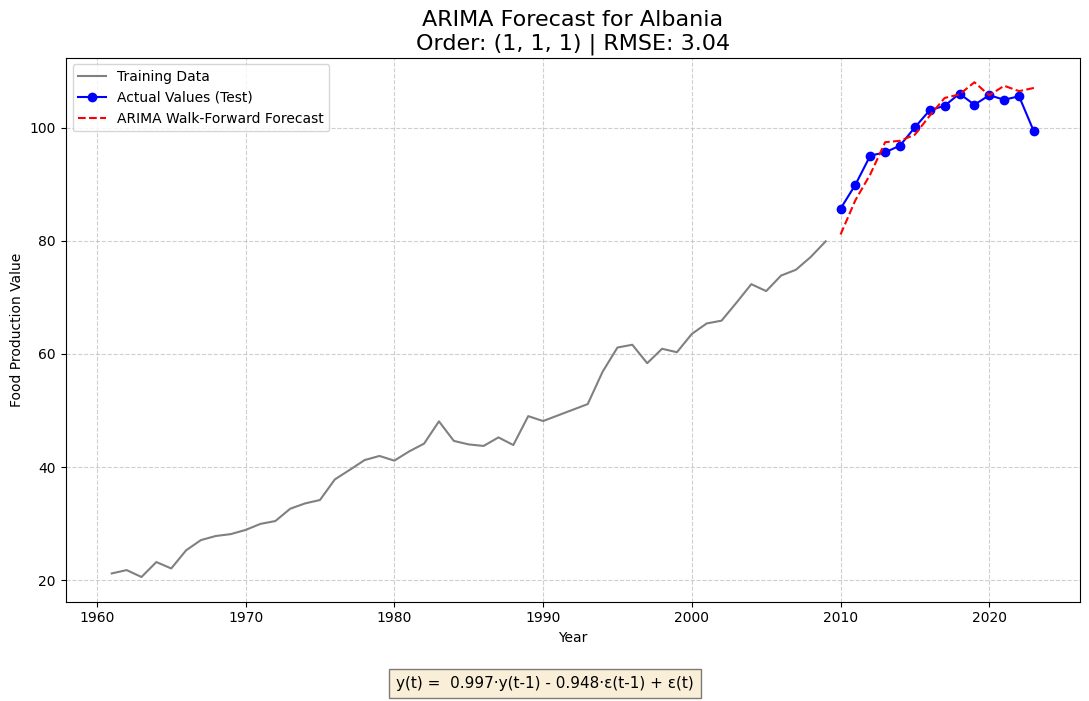 ARIMA Forecast for Albania
Order: (1, 1, 1) | RMSE: 3.04
Training Data
Actual Values (Test)
ARIMA Walk-Forward Forecast
Food Production Value
100
80
60
40
20
1960
1970
1980
1990
2000
2010
2020
Year
y(t) = 0.997·y(t-1) - 0.948·ε(t-1) + ε(t)